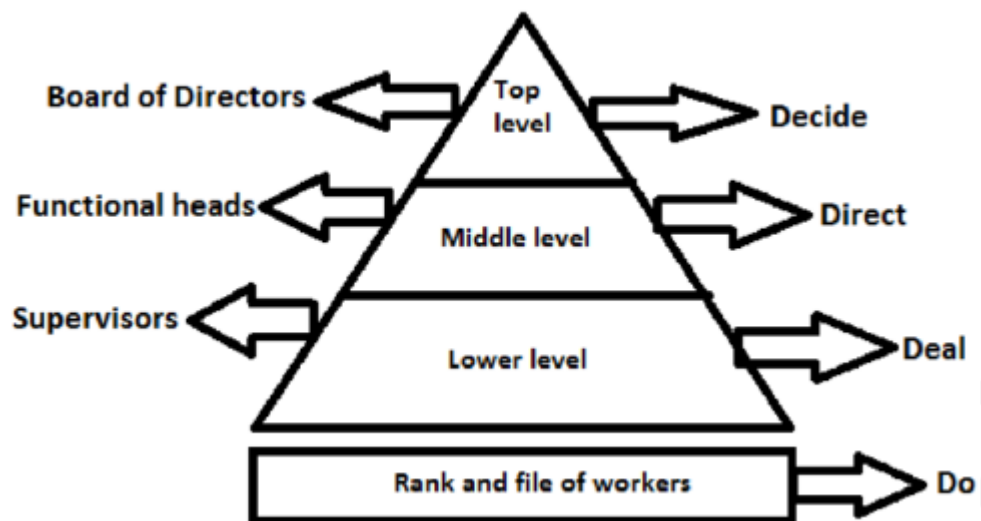 Top
level
Board of Directors
Decide
Functional heads
Middle level
Direct
Supervisors
Lower level
Deal
Rank and file of workers
Do